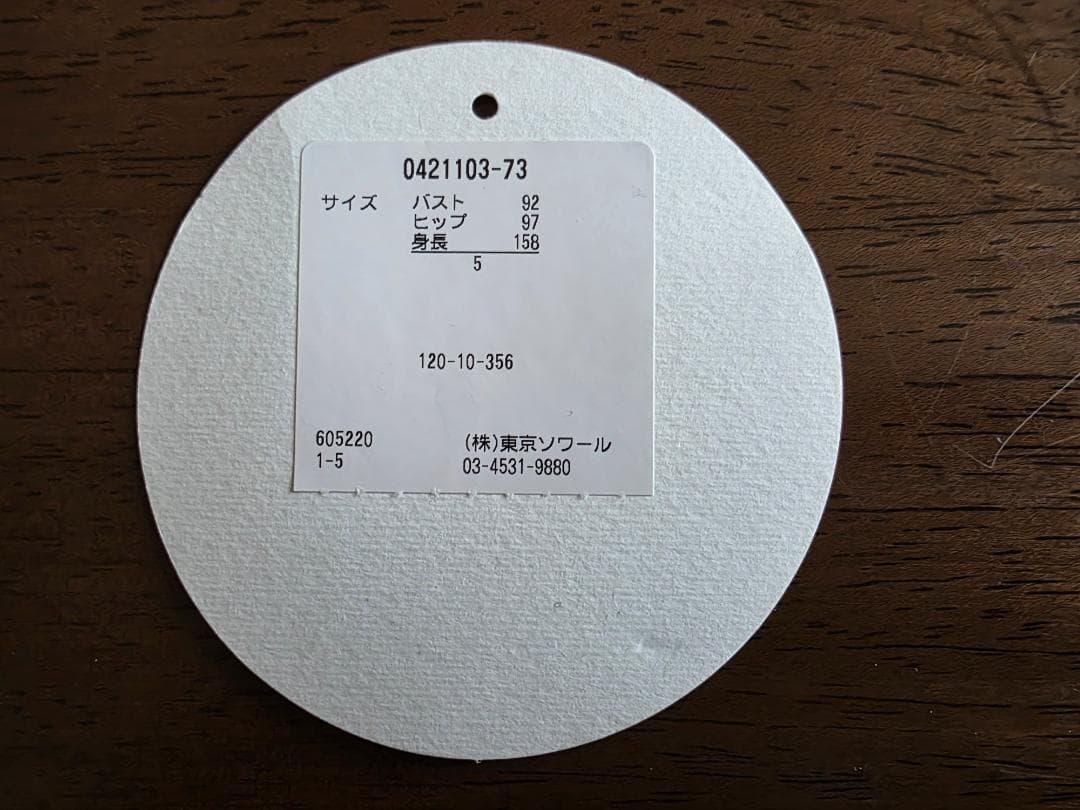 0421103-73
サイズ バスト 92
ヒップ 97
身長 158
5
120-10-356
605220
1-5
(株)東京ソワール
03-4531-9880